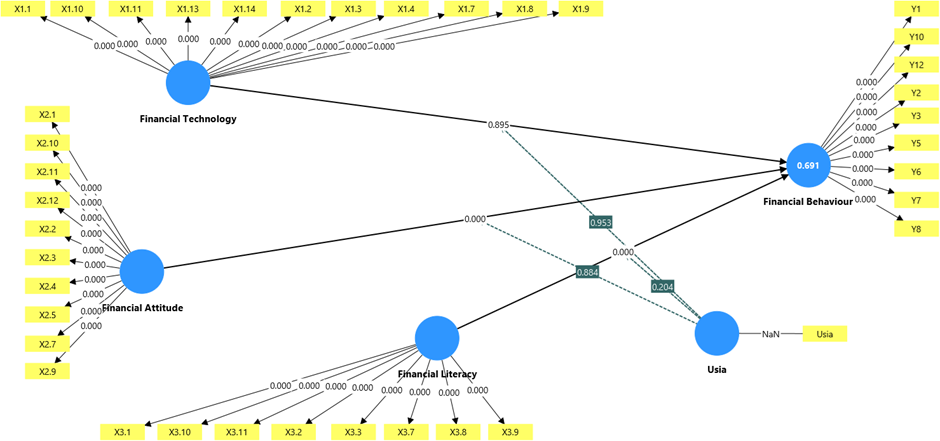 X1.1 X1.10 X1.11 X1.13 X1.14 X1.2 X1.3 X1.4 X1.7 X1.8 X1.9
0.000 0.000 0.000 0.000 0.000 0.000 0.000 0.000 0.000 0.000 0.000
Financial Technology
X2.1
X2.10
X2.11
X2.12
X2.2
X2.3
X2.4
X2.5
X2.7
X2.9
0.000
0.000
0.000
0.000
0.000
0.000
0.000
0.000
0.000
0.000
Financial Attitude
0.895
0.000
0.000
0.953
0.884
0.204
Y1
Y10
Y12
Y2
Y3
Y5
Y6
Y7
Y8
0.000
0.000
0.000
0.000
0.000
0.000
0.000
0.000
0.000
0.691
Financial Behaviour
Financial Literacy
0.000 0.000 0.000 0.000 0.000 0.000 0.000 0.000
X3.1 X3.10 X3.11 X3.2 X3.3 X3.7 X3.8 X3.9
NaN Usia
Usia